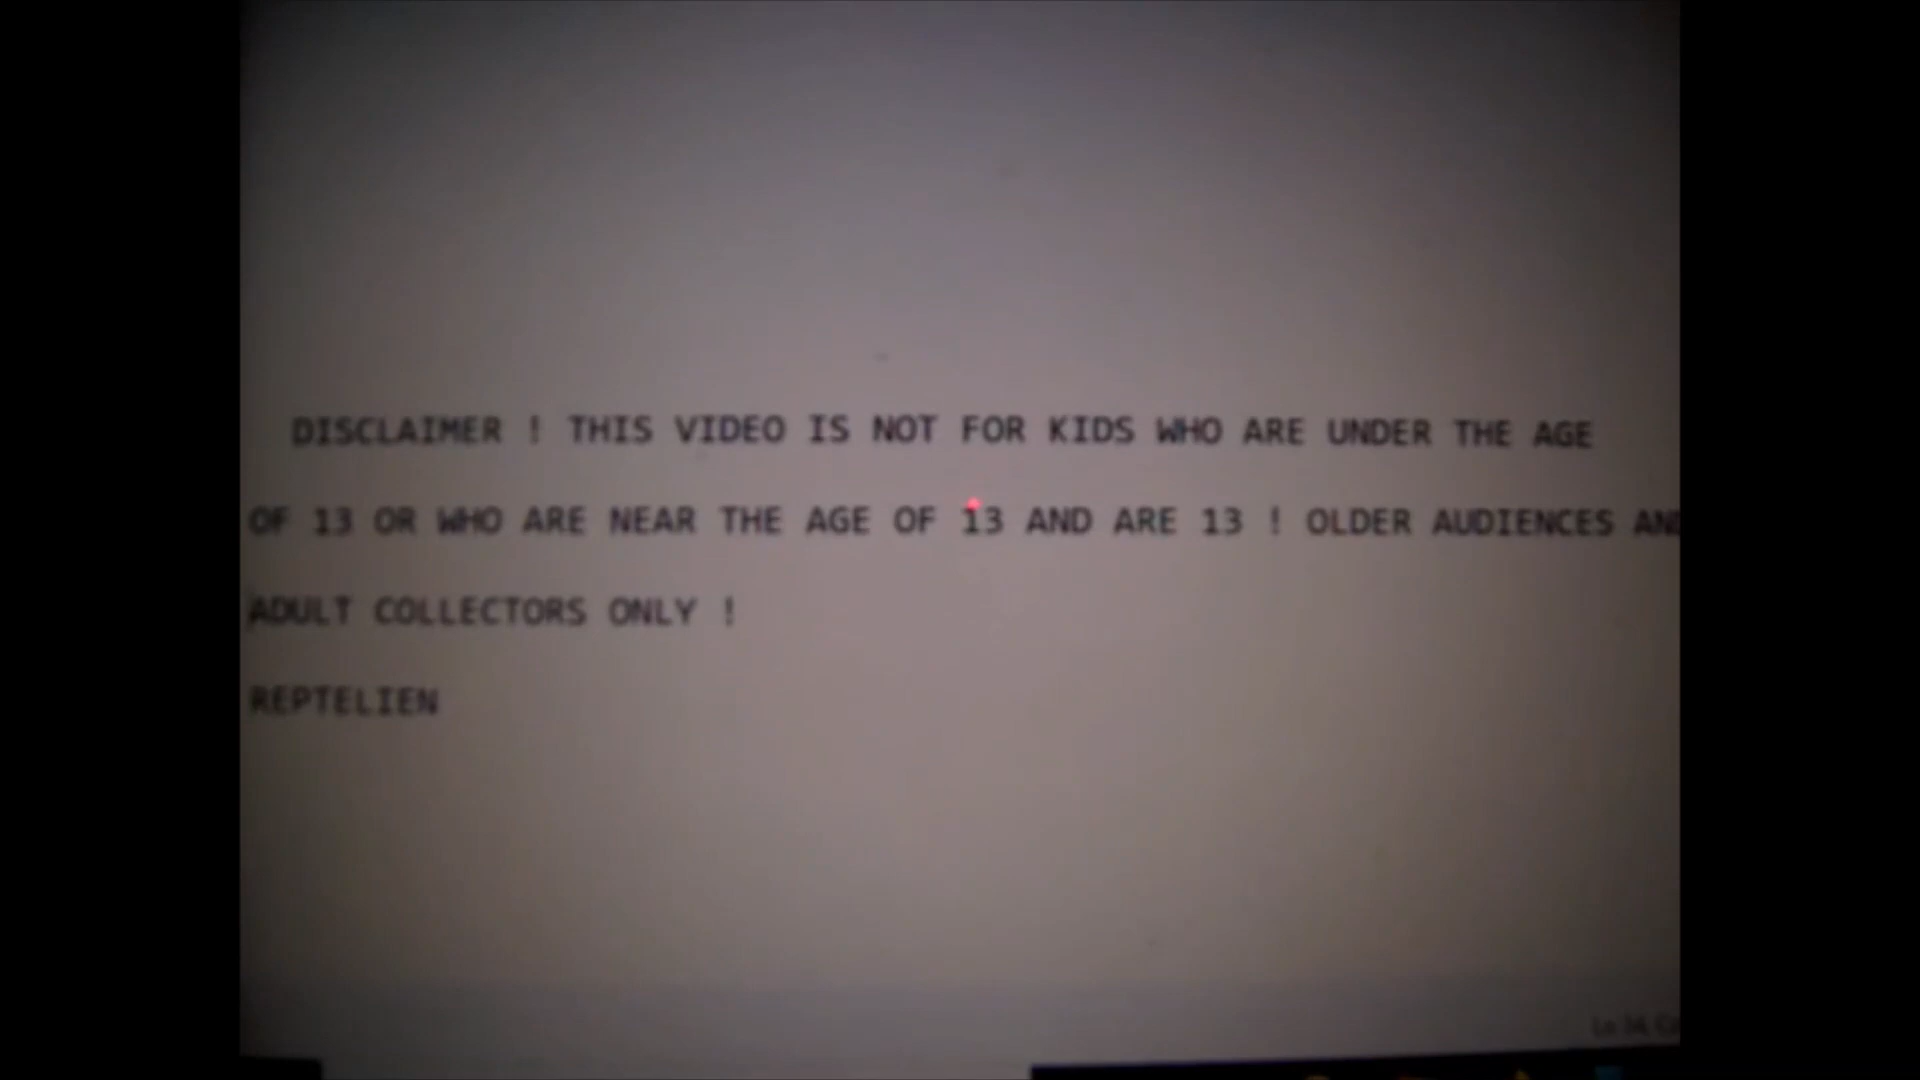 DISCLAIMER ! THIS VIDEO IS NOT FOR KIDS WHO ARE UNDER THE AGE
OF 13 OR WHO ARE NEAR THE AGE OF 13 AND ARE 13 ! OLDER AUDIENCES AND
ADULT COLLECTORS ONLY !
REPTELIEN